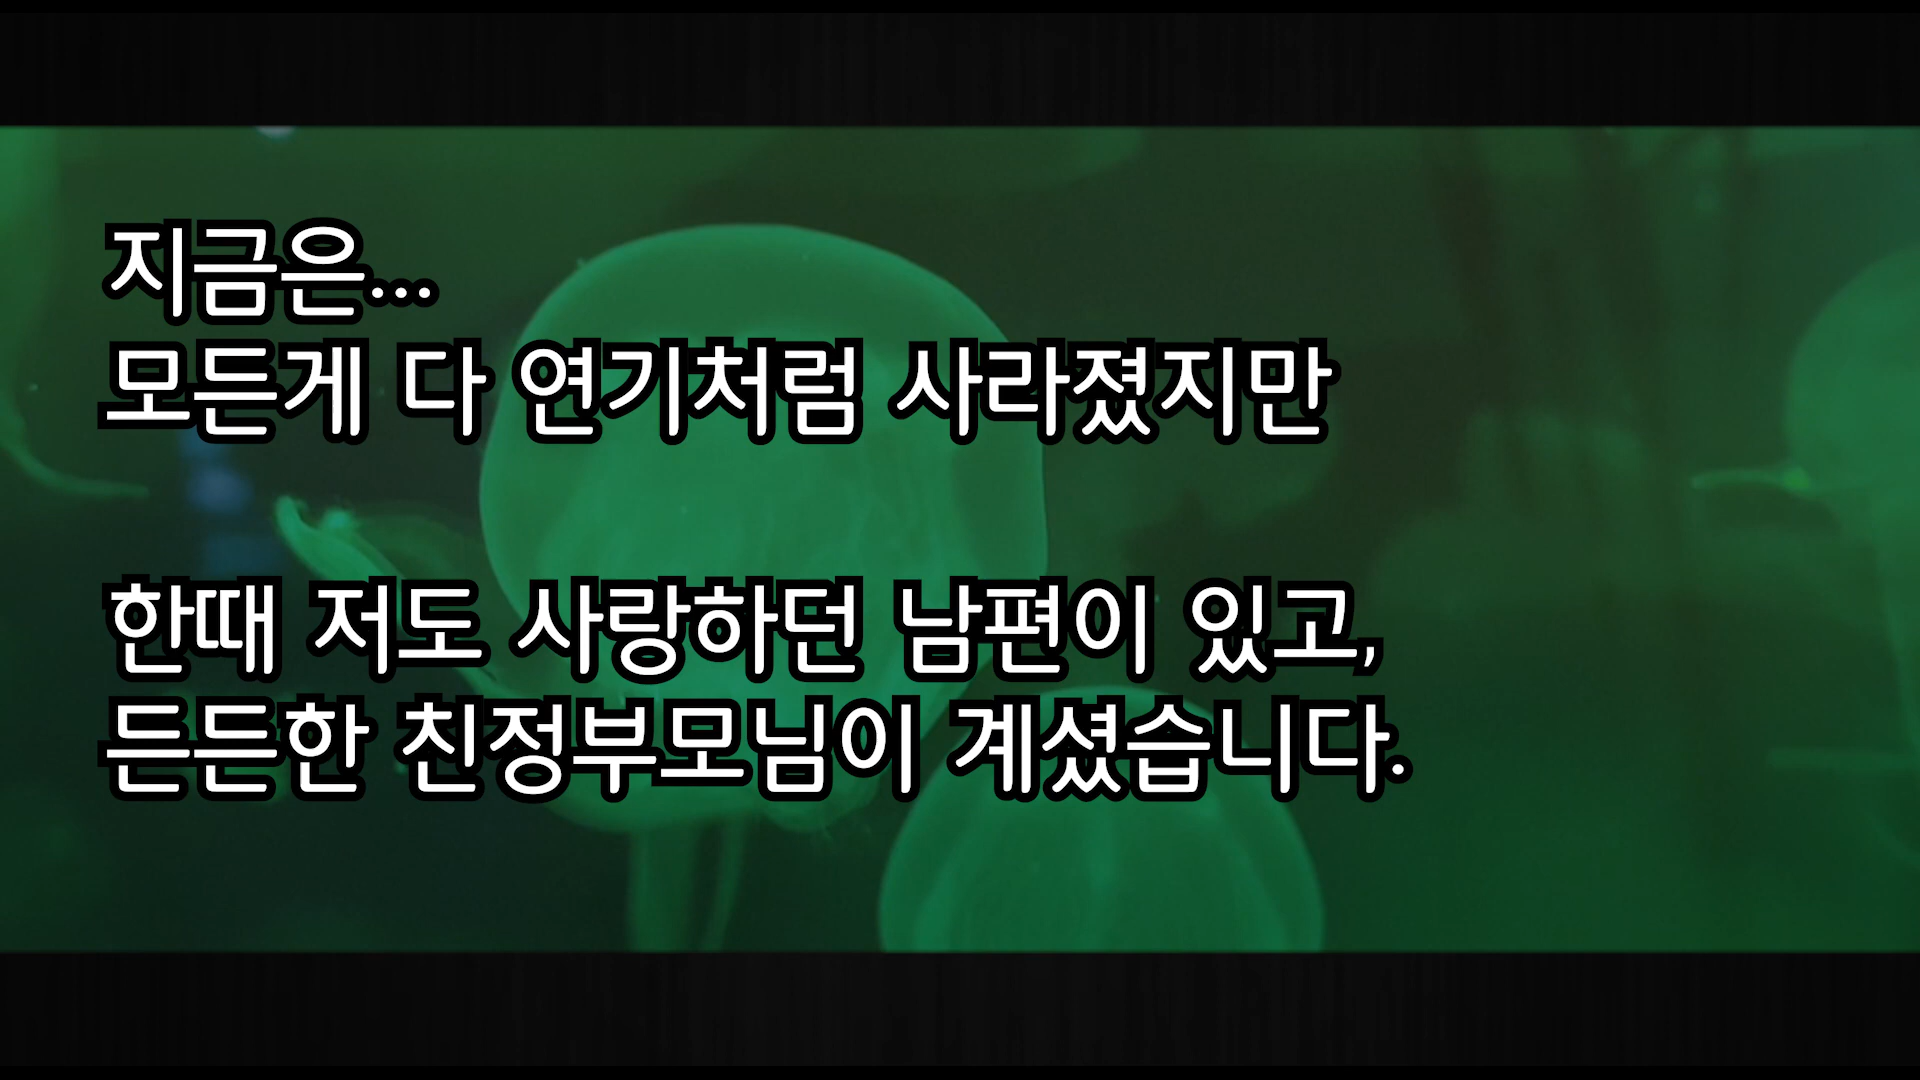 지금은...
모든게 다 연기처럼 사라졌지만
한때 저도 사랑하던 남편이 있고,
든든한 친정부모님이 계셨습니다.